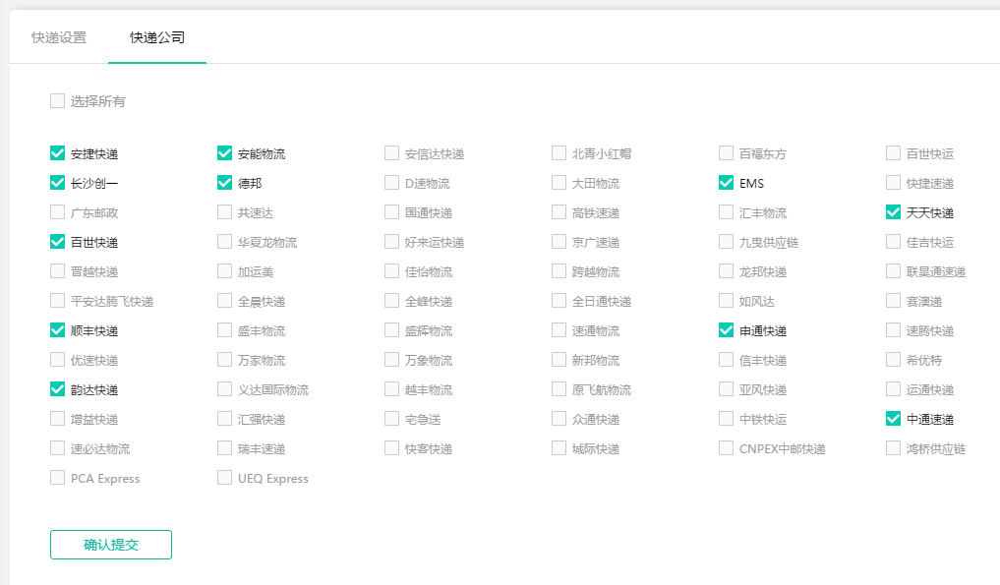 快递设置 快递公司
选择所有
安捷快递 安能物流 安信达快递 北青小红帽 百福东方 百世快运
长沙创一 德邦 D速物流 大田物流 EMS 快捷速递
广东邮政 共速达 国通快递 高铁速递 汇丰物流 天天快递
百世快递 华夏龙物流 好来运快递 京广速递 九曳供应链 佳吉快运
晋越快递 加运美 佳怡物流 跨越物流 龙邦快递 联昊通速递
平安达腾飞快递 全晨快递 全峰快递 全日通快递 如风达 赛澳递
顺丰快递 盛丰物流 盛辉物流 速通物流 申通快递 速腾快递
优速快递 万家物流 万象物流 新邦物流 信丰快递 希优特
韵达快递 义达国际物流 越丰物流 原飞航物流 亚风快递 运通快递
增益快递 汇强快递 宅急送 众通快递 中铁快运 中通速递
速必达物流 瑞丰速递 快客快递 城际快递 CNPEX中邮快递 鸿桥供应链
PCA Express UEQ Express
确认提交